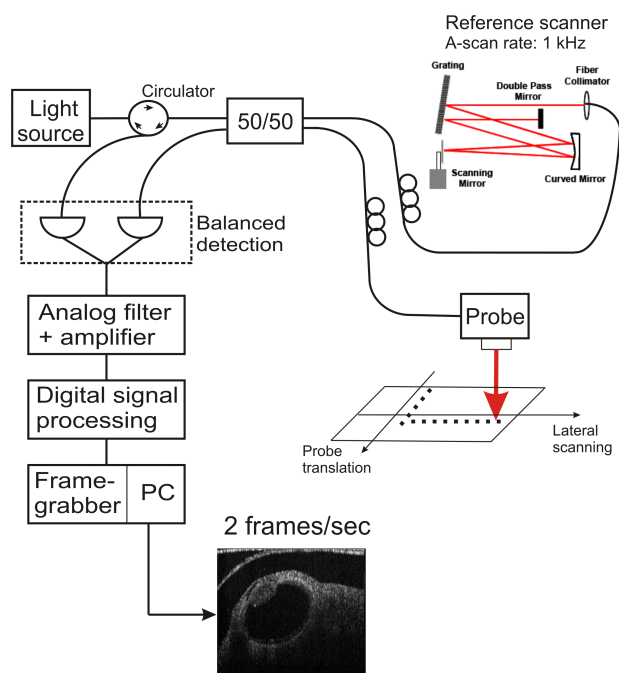 Reference scanner
A-scan rate: 1 kHz
Grating
Fiber
Collimator
Double Pass
Mirror
Scanning
Mirror
Curved Mirror
Circulator
Light
source
50/50
Balanced
detection
Analog filter
+ amplifier
Probe
Digital signal
processing
Lateral
scanning
Probe
translation
Frame-
grabber
PC
2 frames/sec